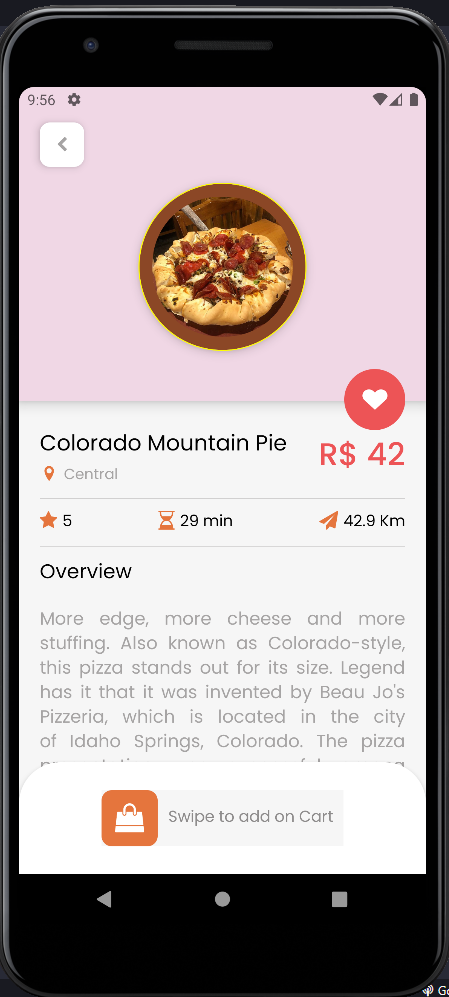 9:56
Colorado Mountain Pie
R$ 42
Central
5
29 min
42.9 Km
Overview
More edge, more cheese and more
stuffing. Also known as Colorado-style,
this pizza stands out for its size. Legend
has it that it was invented by Beau Jo's
Pizzeria, which is located in the city
of Idaho Springs, Colorado. The pizza
Swipe to add on Cart